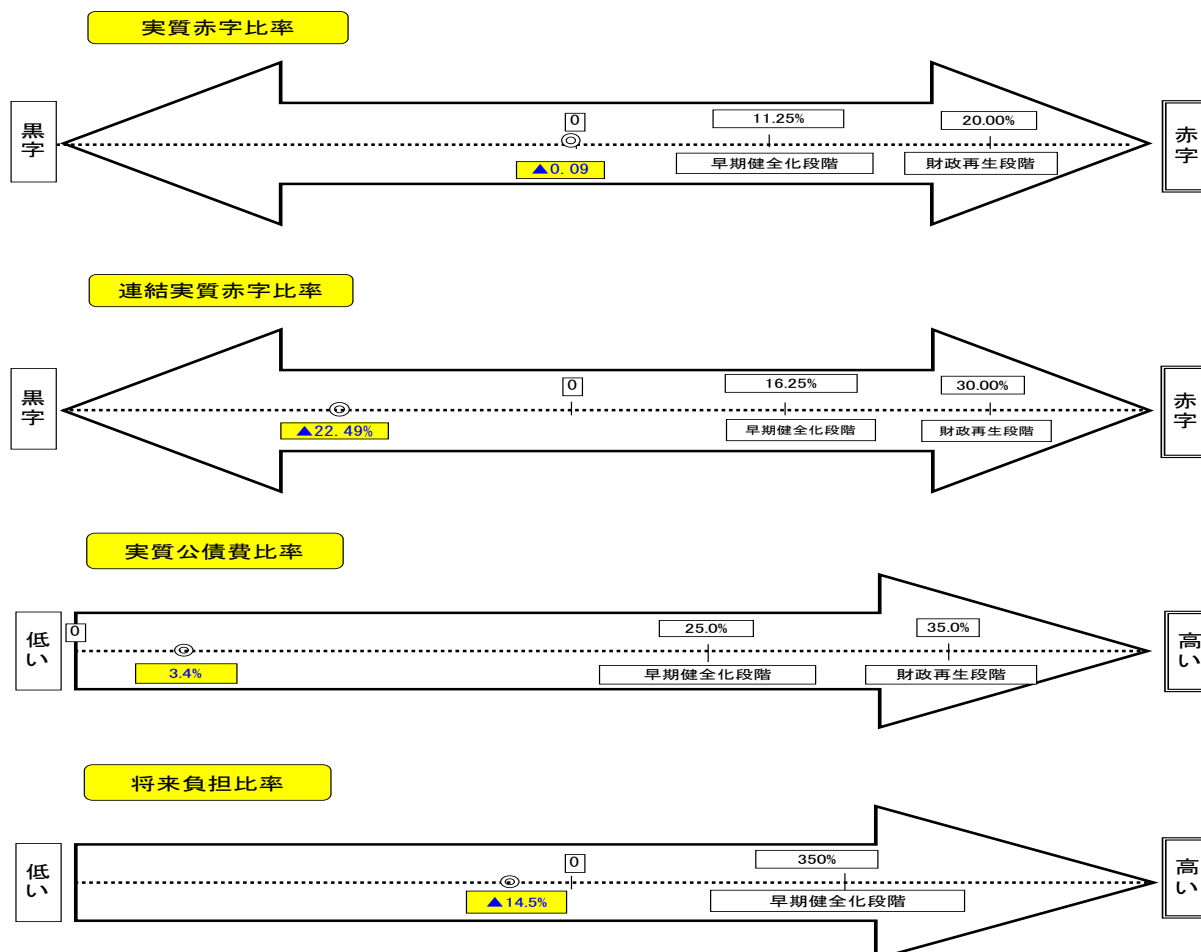 実質赤字比率
黒字
0
11.25%
20.00%
赤字
▲0.09
早期健全化段階
財政再生段階
連結実質赤字比率
黒字
0
16.25%
30.00%
赤字
▲22.49%
早期健全化段階
財政再生段階
実質公債費比率
低い
0
25.0%
35.0%
高い
3.4%
早期健全化段階
財政再生段階
将来負担比率
低い
0
350%
高い
▲14.5%
早期健全化段階